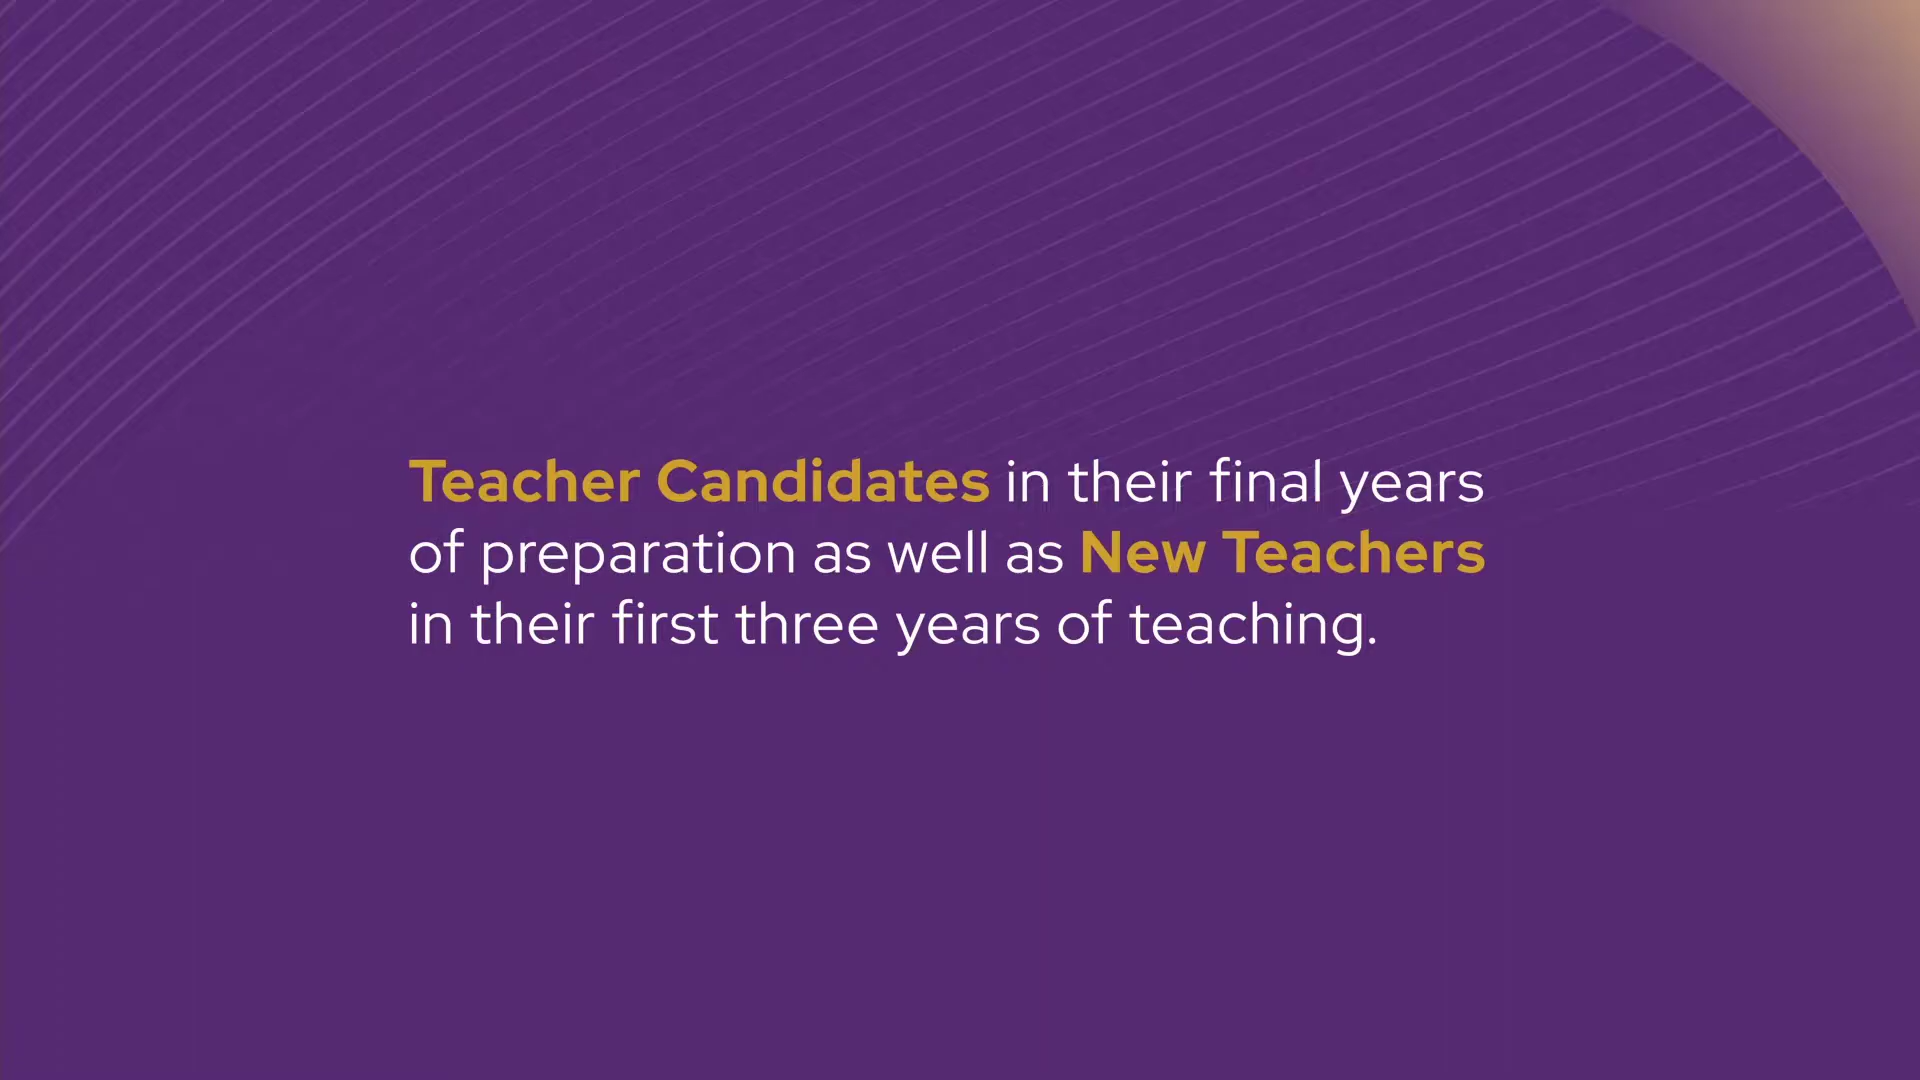 Teacher Candidates in their final years
of preparation as well as New Teachers
in their first three years of teaching.